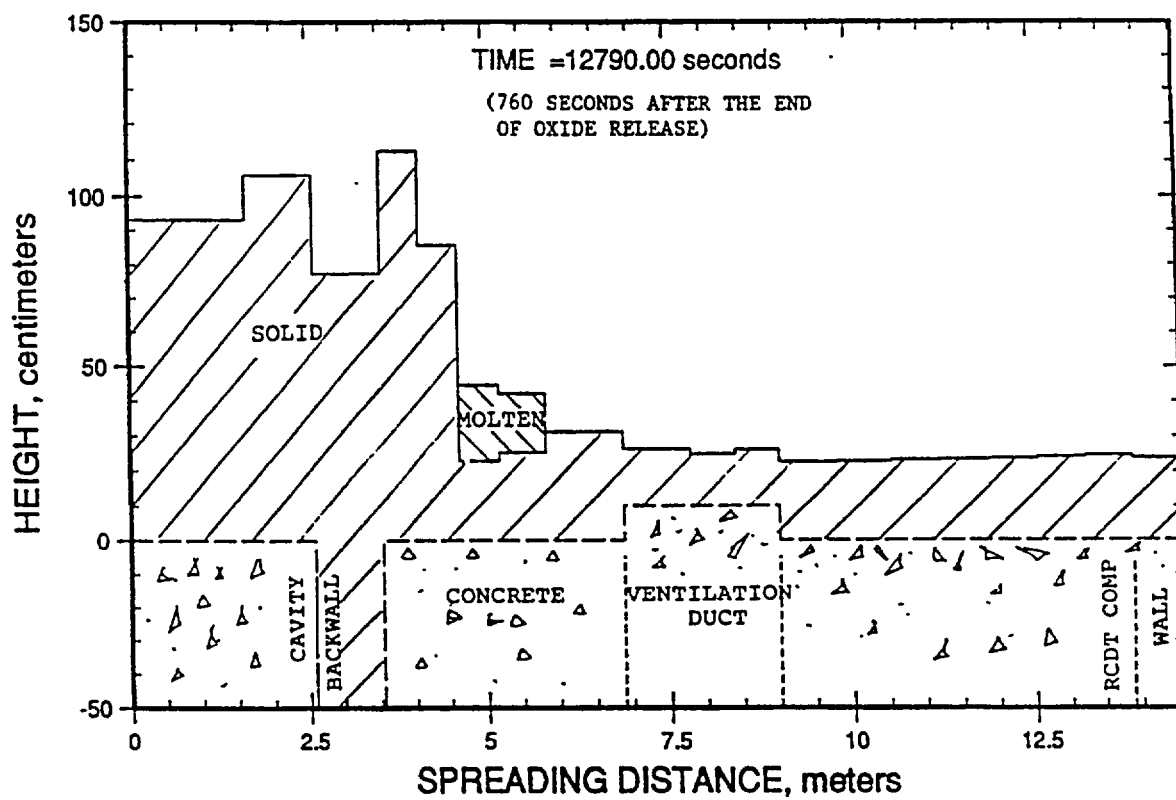 150
100
50
0
-50
HEIGHT, centimeters
TIME =12790.00 seconds
(760 SECONDS AFTER THE END
OF OXIDE RELEASE)
SOLID
MOLTEN
CAVITY
BACKWALL
CONCRETE
VENTILATION
DUCT
RCDT COMP
WALL
0
2.5
5
7.5
10
12.5
SPREADING DISTANCE, meters